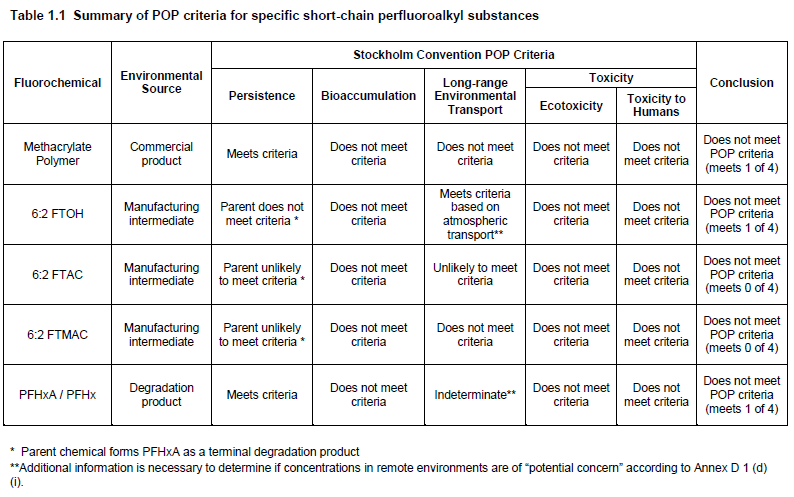 Table 1.1 Summary of POP criteria for specific short-chain perfluoroalkyl substances
Fluorochemical
Environmental
Source
Stockholm Convention POP Criteria
Persistence
Bioaccumulation
Long-range
Environmental
Transport
Toxicity
Ecotoxicity
Toxicity to
Humans
Conclusion
Methacrylate
Polymer
Commercial
product
Meets criteria
Does not meet
criteria
Does not meet
criteria
Does not meet
criteria
Does not
meet criteria
Does not meet
POP criteria
(meets 1 of 4)
6:2 FTOH
Manufacturing
intermediate
Parent does not
meet criteria *
Does not meet
criteria
Meets criteria
based on
atmospheric
transport**
Does not meet
criteria
Does not
meet criteria
Does not meet
POP criteria
(meets 1 of 4)
6:2 FTAC
Manufacturing
intermediate
Parent unlikely
to meet criteria *
Does not meet
criteria
Unlikely to meet
criteria
Does not meet
criteria
Does not
meet criteria
Does not meet
POP criteria
(meets 0 of 4)
6:2 FTMAC
Manufacturing
intermediate
Parent unlikely
to meet criteria *
Does not meet
criteria
Does not meet
criteria
Does not meet
criteria
Does not
meet criteria
Does not meet
POP criteria
(meets 0 of 4)
PFHxA / PFHx
Degradation
product
Meets criteria
Does not meet
criteria
Indeterminate**
Does not meet
criteria
Does not
meet criteria
Does not meet
POP criteria
(meets 1 of 4)
* Parent chemical forms PFHxA as a terminal degradation product
**Additional information is necessary to determine if concentrations in remote environments are of “potential concern” according to Annex D 1 (d)
(i).